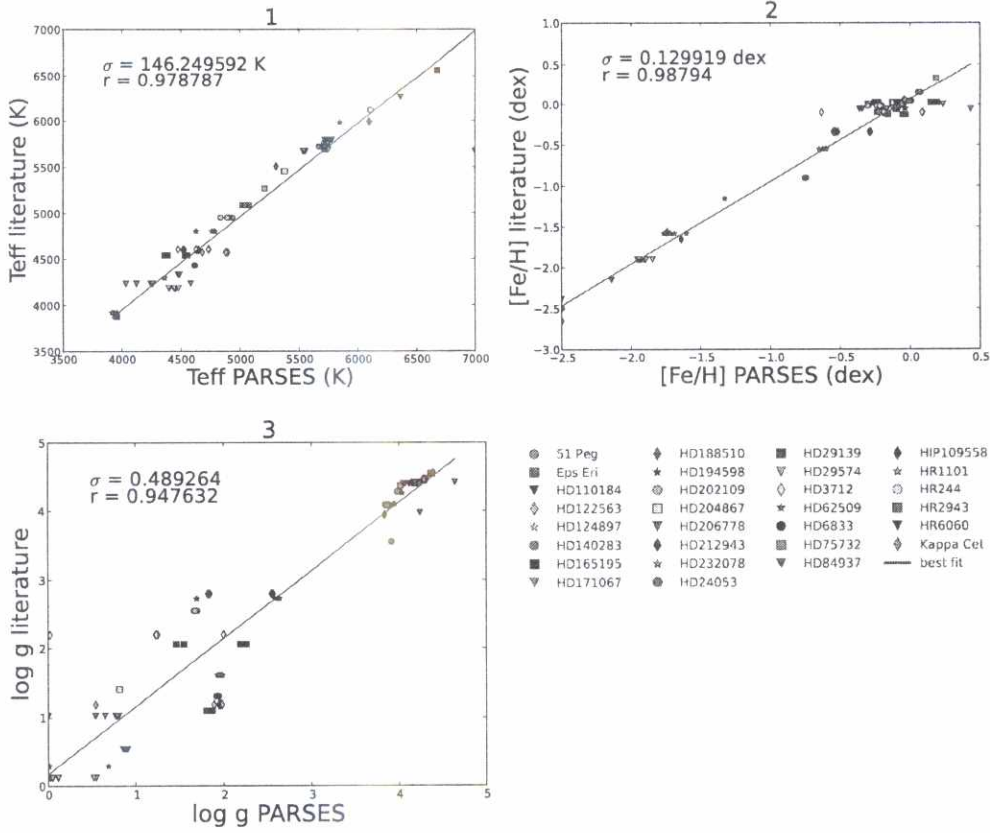 1
7000
6500
6000
5500
5000
4500
4000
3500
3500 4000 4500 5000 5500 6000 6500 7000
σ = 146.249592 K
r = 0.978787
Teff literature (K)
Teff PARSES (K)
2
1.0
0.5
0.0
−0.5
−1.0
−1.5
−2.0
−2.5
−3.0
−2.5 −2.0 −1.5 −1.0 −0.5 0.0 0.5
σ = 0.129919 dex
r = 0.98794
[Fe/H] literature (dex)
[Fe/H] PARSES (dex)
3
5
4
3
2
1
0
0 1 2 3 4 5
σ = 0.489264
r = 0.947632
log g literature
log g PARSES
51 Peg
Eps Eri
HD110184
HD122563
HD124897
HD140283
HD165195
HD171067
HD188510
HD194598
HD202109
HD204867
HD206778
HD212943
HD232078
HD24053
HD29139
HD29574
HD3712
HD62509
HD6833
HD75732
HD84937
HIP109558
HR1101
HR244
HR2943
HR6060
Kappa Cet
best fit